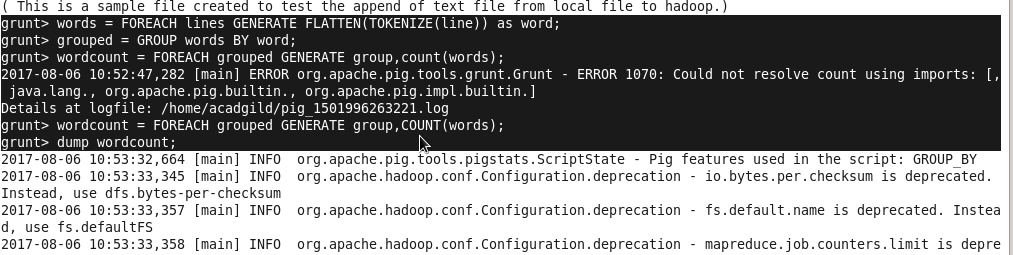 ( This is a sample file created to test the append of text file from local file to hadoop.)
grunt> words = FOREACH lines GENERATE FLATTEN(TOKENIZE(line)) as word;
grunt> grouped = GROUP words BY word;
grunt> wordcount = FOREACH grouped GENERATE group,count(words);
2017-08-06 10:52:47,282 [main] ERROR org.apache.pig.tools.grunt.Grunt - ERROR 1070: Could not resolve count using imports: [,
java.lang., org.apache.pig.builtin., org.apache.pig.impl.builtin.]
Details at logfile: /home/acadgild/pig_1501996263221.log
grunt> wordcount = FOREACH grouped GENERATE group,COUNT(words);
grunt> dump wordcount;
2017-08-06 10:53:32,664 [main] INFO  org.apache.pig.tools.pigstats.ScriptState - Pig features used in the script: GROUP_BY
2017-08-06 10:53:33,345 [main] INFO  org.apache.hadoop.conf.Configuration.deprecation - io.bytes.per.checksum is deprecated.
Instead, use dfs.bytes-per-checksum
2017-08-06 10:53:33,357 [main] INFO  org.apache.hadoop.conf.Configuration.deprecation - fs.default.name is deprecated. Instea
d, use fs.defaultFS
2017-08-06 10:53:33,358 [main] INFO  org.apache.hadoop.conf.Configuration.deprecation - mapreduce.job.counters.limit is depre